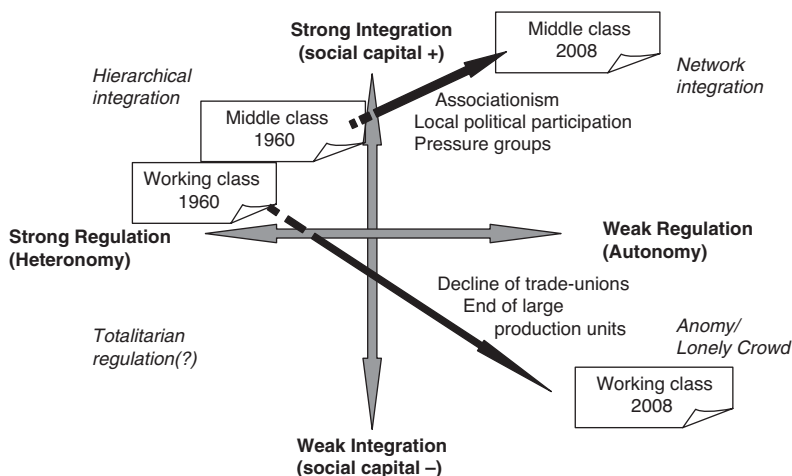 Strong Integration
(social capital +)
Middle class
2008
Hierarchical
integration
Network
integration
Associationism
Local political participation
Pressure groups
Middle class
1960
Working class
1960
Strong Regulation
(Heteronomy)
Weak Regulation
(Autonomy)
Decline of trade-unions
End of large
production units
Totalitarian
regulation(?)
Anomy/
Lonely Crowd
Working class
2008
Weak Integration
(social capital –)